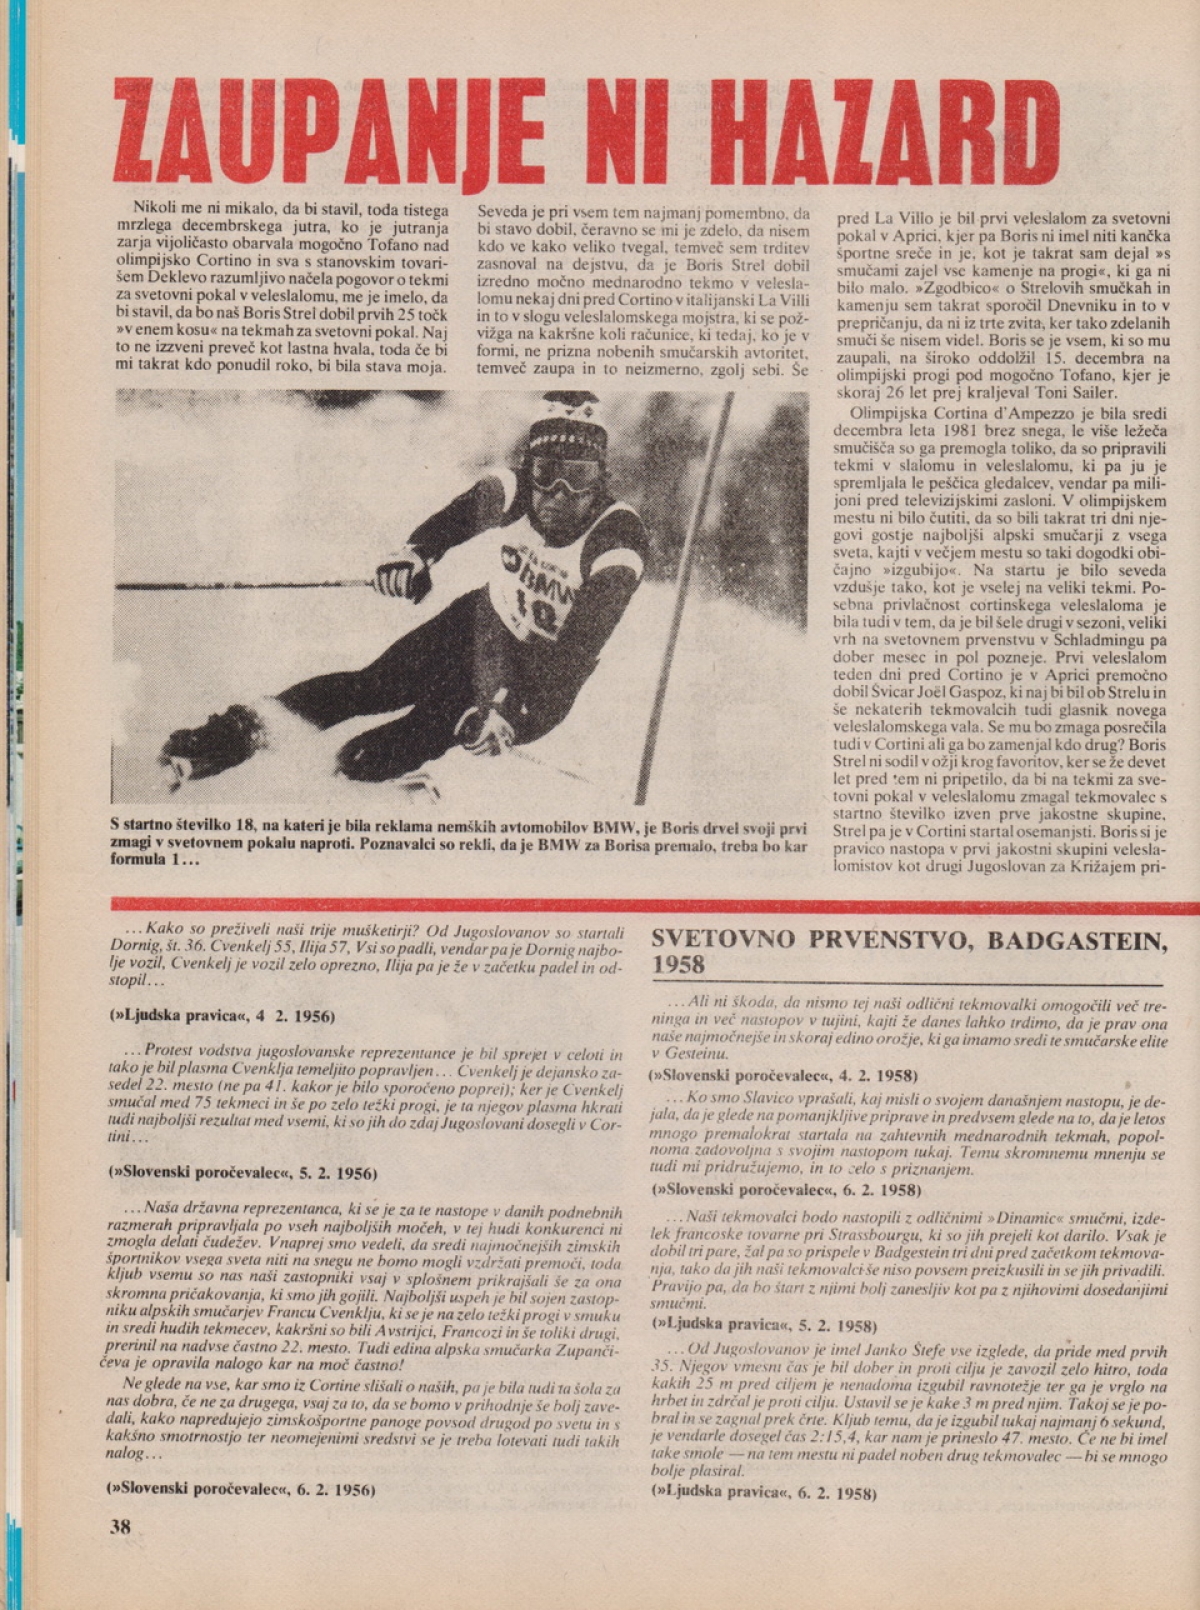 ZAUPANJE NI HAZARD
Nikoli me ni mikalo, da bi stavil, toda tistega
mrzlega decembrskega jutra, ko je jutranja
zarja vijoličasto obarvala mogočno Tofano nad
olimpijsko Cortino in sva s stanovskim tovari-
šem Deklevo razumljivo načela pogovor o tekmi
za svetovni pokal v veleslalomu, me je imelo, da
bi stavil, da bo naš Boris Strel dobil prvih 25 točk
»v enem kosu« na tekmah za svetovni pokal. Naj
to ne izzveni preveč kot lastna hvala, toda če bi
mi takrat kdo ponudil roko, bi bila stava moja.
Seveda je pri vsem tem najmanj pomembno, da
bi stavo dobil, čeravno se mi je zdelo, da nisem
kdo ve kako veliko tvegal, temveč sem trditev
zasnoval na dejstvu, da je Boris Strel dobil
izredno močno mednarodno tekmo v velesla-
lomu nekaj dni pred Cortino v italijanski La Villi
in to v slogu veleslalomskega mojstra, ki se pož-
vižga na kakršne koli računice, ki tedaj, ko je v
formi, ne prizna nobenih smučarskih avtoritet,
temveč zaupa in to neizmerno, zgolj sebi. Še
pred La Villo je bil prvi veleslalom za svetovni
pokal v Aprici, kjer pa Boris ni imel niti kančka
športne sreče in je, kot je takrat sam dejal »s
smučami zajel vse kamenje na progi«, ki ga ni
bilo malo. »Zgodbico« o Strelovih smučkah in
kamenju sem takrat sporočil Dnevniku in to v
prepričanju, da ni iz trte zvita, ker tako zdelanih
smuči še nisem videl. Boris se je vsem, ki so mu
zaupali, na široko oddolžil 15. decembra na
olimpijski progi pod mogočno Tofano, kjer je
skoraj 26 let prej kraljeval Toni Sailer.
Olimpijska Cortina d'Ampezzo je bila sredi
decembra leta 1981 brez snega, le više ležeča
smučišča so ga premogla toliko, da so pripravili
tekmi v slalomu in veleslalomu, ki pa ju je
spremljala le peščica gledalcev, vendar pa mili-
joni pred televizijskimi zasloni. V olimpijskem
mestu ni bilo čutiti, da so bili takrat tri dni nje-
govi gostje najboljši alpski smučarji z vsega
sveta, kajti v večjem mestu so taki dogodki obi-
čajno »izgubijo«. Na startu je bilo seveda
vzdušje tako, kot je vselej na veliki tekmi. Po-
sebna privlačnost cortinskega veleslaloma je
bila tudi v tem, da je bil šele drugi v sezoni, veliki
vrh na svetovnem prvenstvu v Schladmingu pa
dober mesec in pol pozneje. Prvi veleslalom
teden dni pred Cortino je v Aprici premočno
dobil Švicar Joël Gaspoz, ki naj bi bil ob Strelu in
še nekaterih tekmovalcih tudi glasnik novega
veleslalomskega vala. Se mu bo zmaga posrečila
tudi v Cortini ali ga bo zamenjal kdo drug? Boris
Strel ni sodil v ožji krog favoritov, ker se že devet
let pred tem ni pripetilo, da bi na tekmi za sve-
tovni pokal v veleslalomu zmagal tekmovalec s
startno številko izven prve jakostne skupine.
Strel pa je v Cortini startal osemanjsti. Boris si je
pravico nastopa v prvi jakostni skupini velesla-
lomistov kot drugi Jugoslovan za Križajem pri-
BMW
18
S startno številko 18, na kateri je bila reklama nemških avtomobilov BMW, je Boris drvel svoji prvi
zmagi v svetovnem pokalu naproti. Poznavalci so rekli, da je BMW za Borisa premalo, treba bo kar
formula 1...
...Kako so preživeli naši trije mušketirji? Od Jugoslovanov so startali
Dornig, št. 36. Cvenkelj 55, Ilija 57, Vsi so padli, vendar pa je Dornig najbo-
lje vozil, Cvenkelj je vozil zelo oprezno, Ilija pa je že v začetku padel in od-
stopil...
(»Ljudska pravica«, 4 2. 1956)
...Protest vodstva jugoslovanske reprezentance je bil sprejet v celoti in
tako je bil plasma Cvenklja temeljito popravljen... Cvenkelj je dejansko za-
sedel 22. mesto (ne pa 41. kakor je bilo sporočeno poprej); ker je Cvenkelj
smučal med 75 tekmeci in še po zelo težki progi, je ta njegov plasma hkrati
tudi najboljši rezultat med vsemi, ki so jih do zdaj Jugoslovani dosegli v Cor-
tini...
(»Slovenski poročevalec«, 5. 2. 1956)
...Naša državna reprezentanca, ki se je za te nastope v danih podnebnih
razmerah pripravljala po vseh najboljših močeh, v tej hudi konkurenci ni
zmogla delati čudežev. Vnaprej smo vedeli, da sredi najmočnejših zimskih
športnikov vsega sveta niti na snegu ne bomo mogli vzdržati premoči, toda
kljub vsemu so nas naši zastopniki vsaj v splošnem prikrajšali še za ona
skromna pričakovanja, ki smo jih gojili. Najboljši uspeh je bil sojen zastop-
niku alpskih smučarjev Francu Cvenklju, ki se je na zelo težki progi v smuku
in sredi hudih tekmecev, kakršni so bili Avstrijci, Francozi in še toliki drugi,
prerinil na nadvse častno 22. mesto. Tudi edina alpska smučarka Zupanči-
čeva je opravila nalogo kar na moč častno!
Ne glede na vse, kar smo iz Cortine slišali o naših, pa je bila tudi ta šola za
nas dobra, če ne za drugega, vsaj za to, da se bomo v prihodnje še bolj zave-
dali, kako napredujejo zimskošportne panoge povsod drugod po svetu in s
kakšno smotrnostjo ter neomejenimi sredstvi se je treba lotevati tudi takih
nalog...
(»Slovenski poročevalec«, 6. 2. 1956)
38
SVETOVNO PRVENSTVO, BADGASTEIN,
1958
...Ali ni škoda, da nismo tej naši odlični tekmovalki omogočili več tre-
ninga in več nastopov v tujini, kajti že danes lahko trdimo, da je prav ona
naše najmočnejše in skoraj edino orožje, ki ga imamo sredi te smučarske elite
v Gesteinu.
(»Slovenski poročevalec«, 4. 2. 1958)
...Ko smo Slavico vprašali, kaj misli o svojem današnjem nastopu, je de-
jala, da je glede na pomanjkljive priprave in predvsem glede na to, da je letos
mnogo premalokrat startala na zahtevnih mednarodnih tekmah, popol-
noma zadovoljna s svojim nastopom tukaj. Temu skromnemu mnenju se
tudi mi pridružujemo, in to celo s priznanjem.
(»Slovenski poročevalec«, 6. 2. 1958)
...Naši tekmovalci bodo nastopili z odličnimi »Dinamic« smučmi, izde-
lek francoske tovarne pri Strassbourgu, ki so jih prejeli kot darilo. Vsak je
dobil tri pare, žal pa so prispele v Badgestein tri dni pred začetkom tekmova-
nja, tako da jih naši tekmovalci še niso povsem preizkusili in se jih privadili.
Pravijo pa, da bo štart z njimi bolj zanesljiv kot pa z njihovimi dosedanjimi
smučmi.
(»Ljudska pravica«, 5. 2. 1958)
...Od Jugoslovanov je imel Janko Štefe vse izglede, da pride med prvih
35. Njegov vmesni čas je bil dober in proti cilju je zavozil zelo hitro, toda
kakih 25 m pred ciljem je nenadoma izgubil ravnotežje ter ga je vrglo na
hrbet in zdrčal je proti cilju. Ustavil se je kake 3 m pred njim. Takoj se je po-
bral in se zagnal prek črte. Kljub temu, da je izgubil tukaj najmanj 6 sekund,
je vendarle dosegel čas 2:15,4, kar nam je prineslo 47. mesto. Če ne bi imel
take smole — na tem mestu ni padel noben drug tekmovalec — bi se mnogo
bolje plasiral.
(»Ljudska pravica«, 6. 2. 1958)